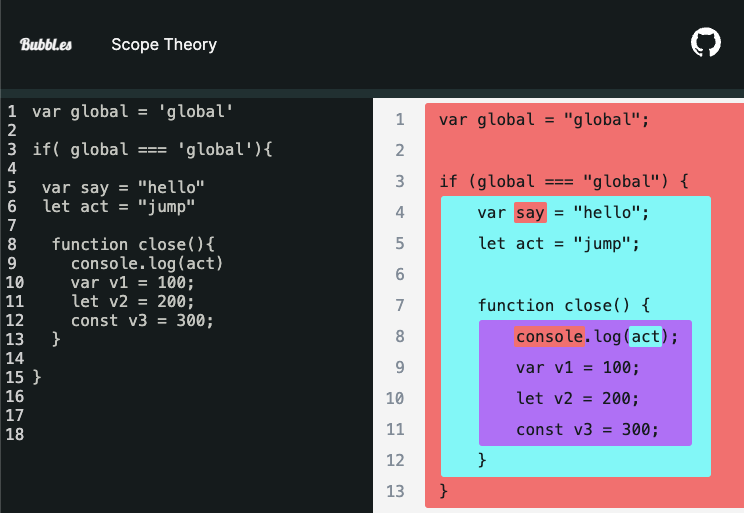 Bubbl.es Scope Theory
1 var global = 'global'
2
3 if( global === 'global'){
4
5 var say = "hello"
6 let act = "jump"
7
8 function close(){
9 console.log(act)
10 var v1 = 100;
11 let v2 = 200;
12 const v3 = 300;
13 }
14
15 }
16
17
18
1 var global = "global";
2
3 if (global === "global") {
4 var say = "hello";
5 let act = "jump";
6
7 function close() {
8 console.log(act);
9 var v1 = 100;
10 let v2 = 200;
11 const v3 = 300;
12 }
13 }